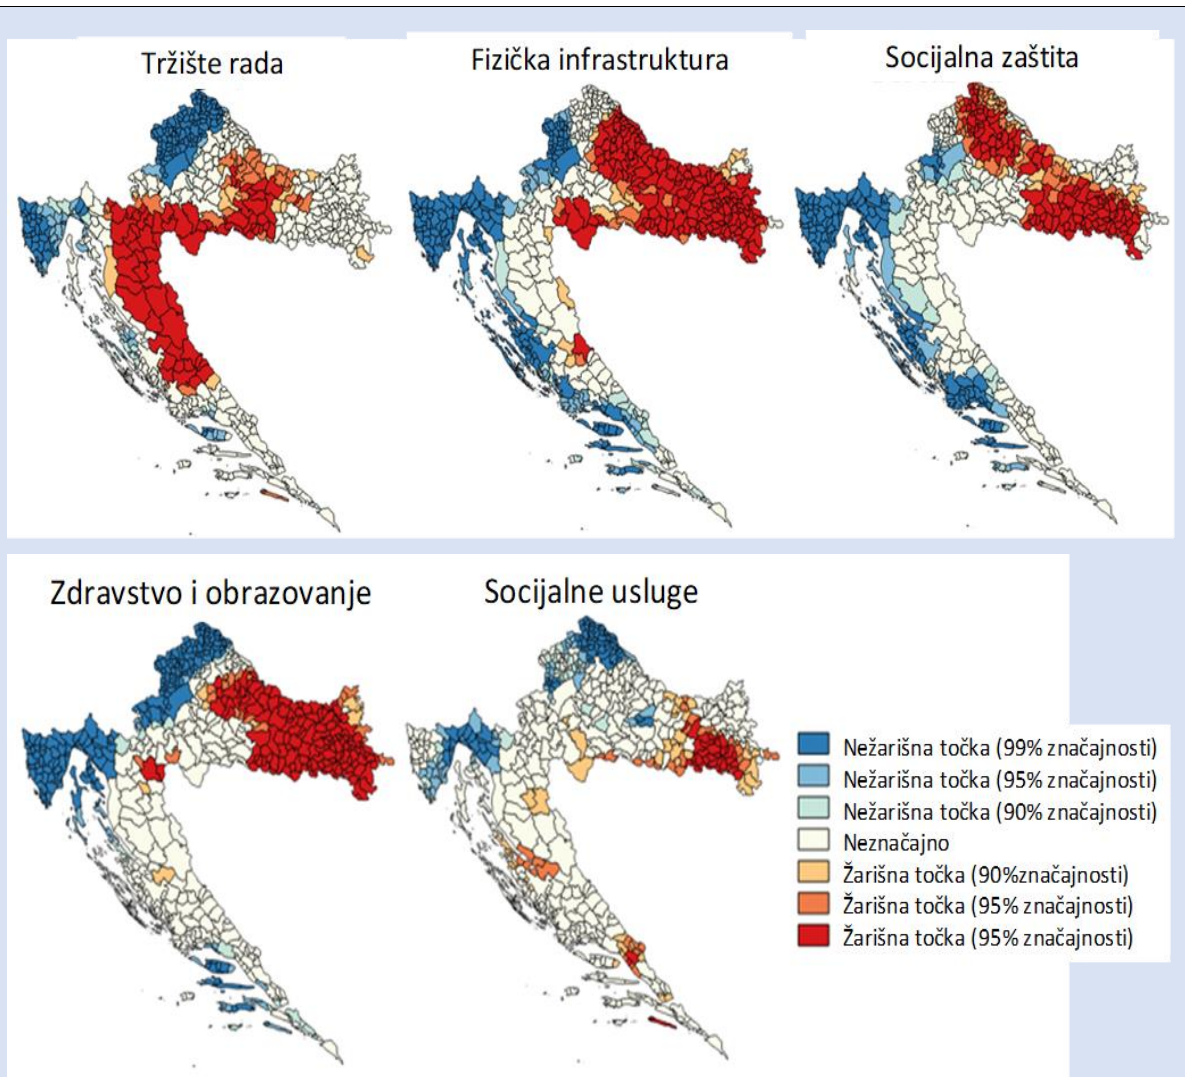 Tržište rada
Fizička infrastruktura
Socijalna zaštita
Zdravstvo i obrazovanje
Socijalne usluge
Nežarišna točka (99% značajnosti)
Nežarišna točka (95% značajnosti)
Nežarišna točka (90% značajnosti)
Neznačajno
Žarišna točka (90%značajnosti)
Žarišna točka (95% značajnosti)
Žarišna točka (95% značajnosti)